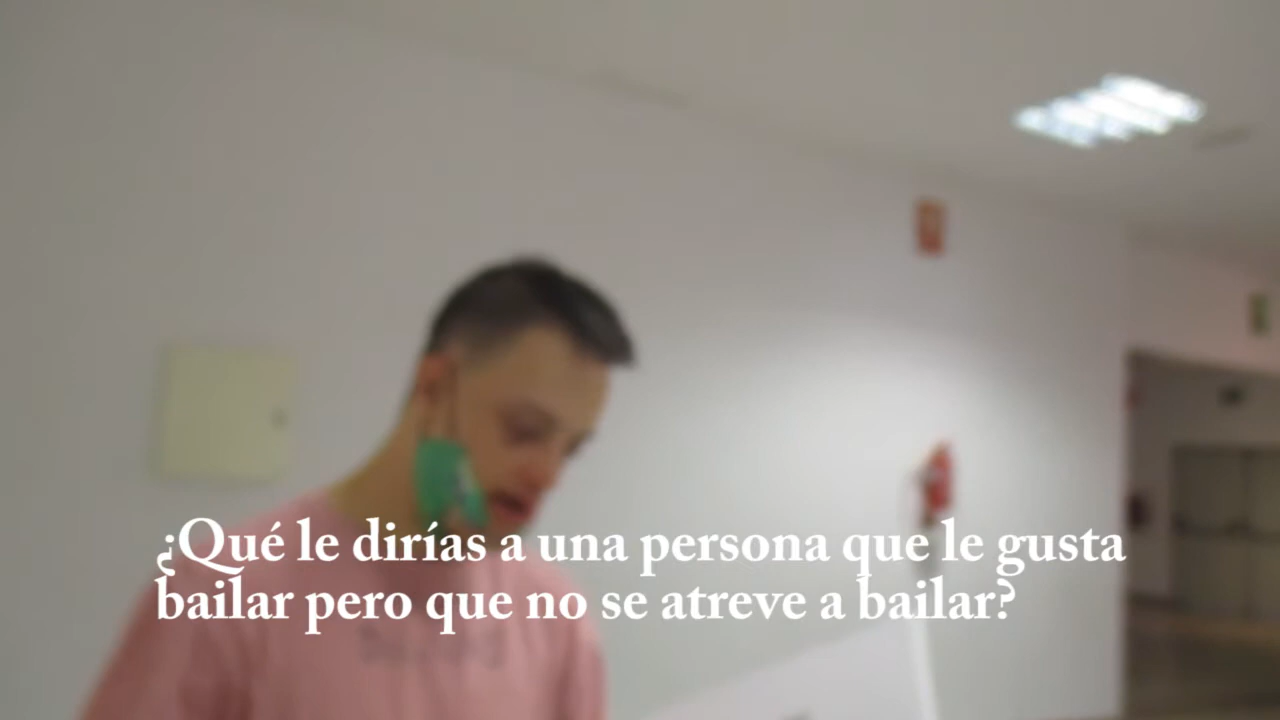 ¿Qué le dirías a una persona que le gusta
bailar pero que no se atreve a bailar?